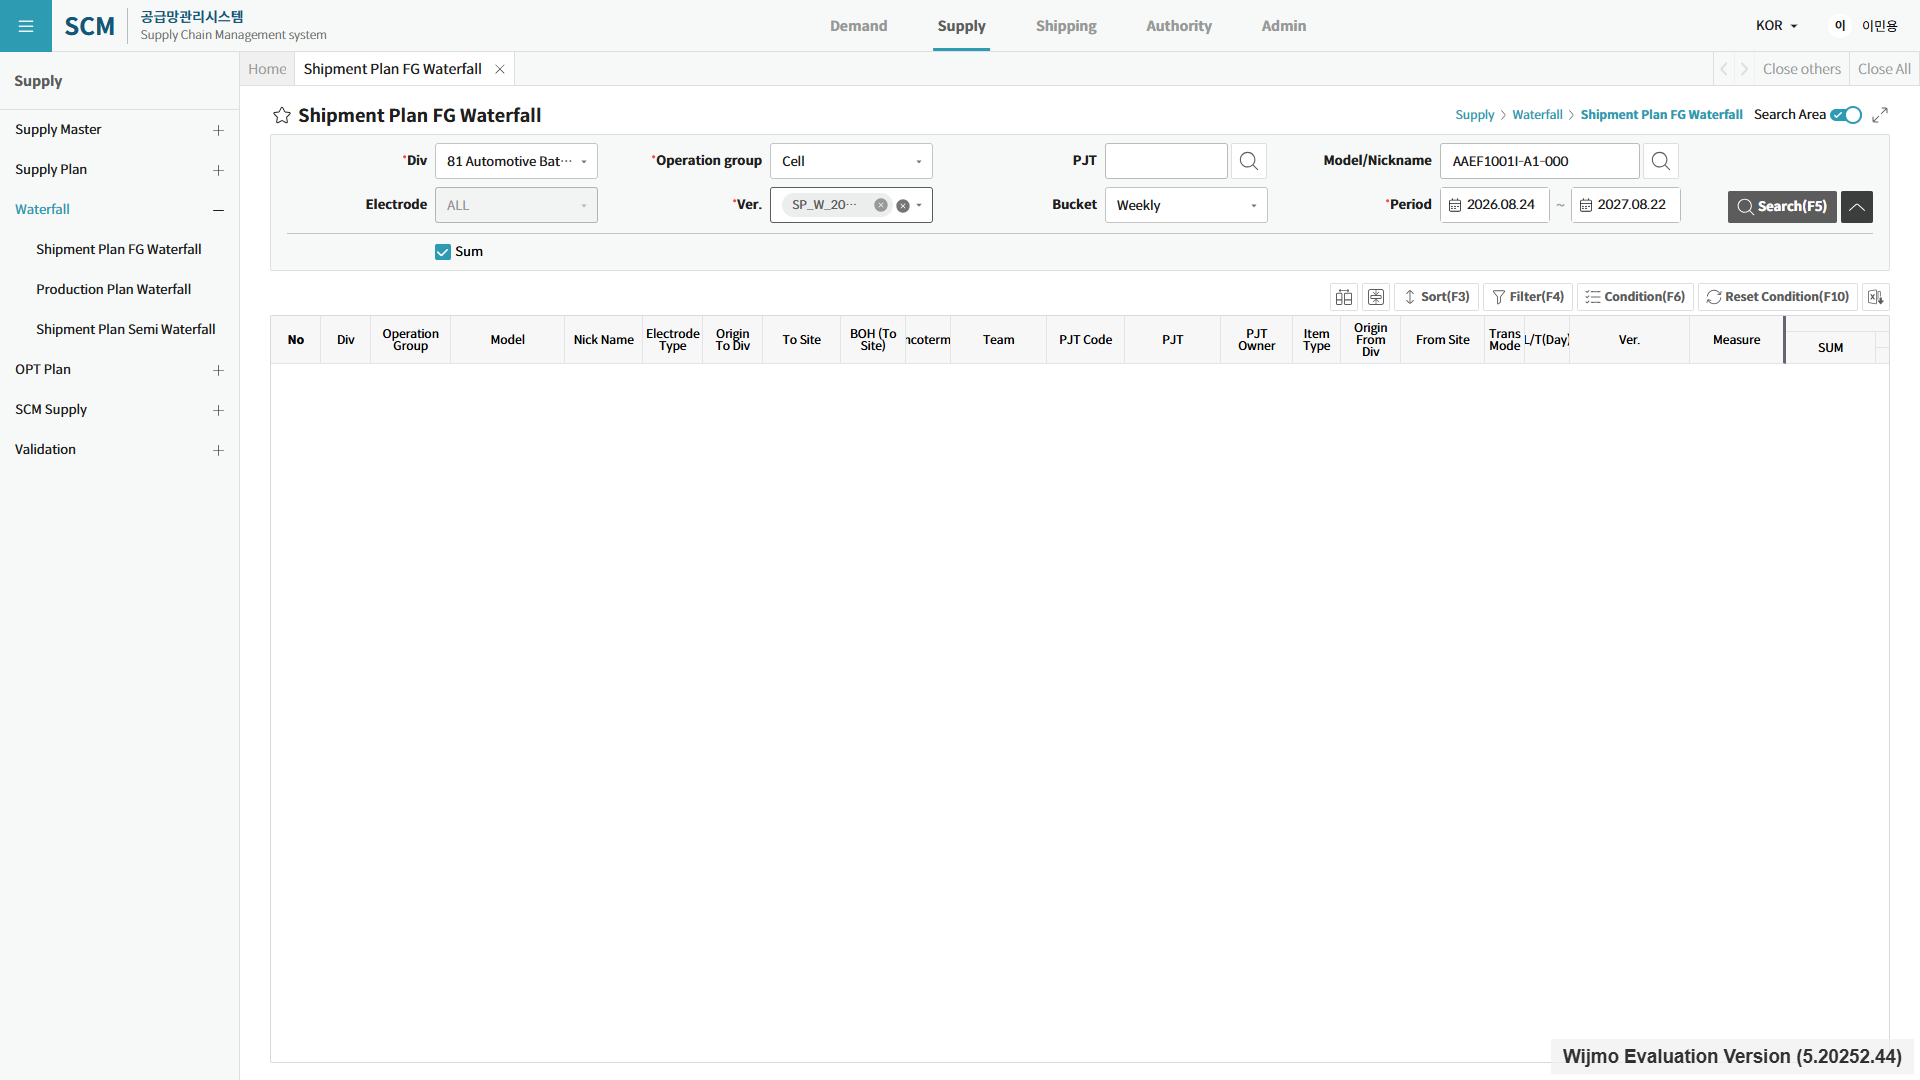 SCM
공급망관리시스템
Supply Chain Management system
Demand
Supply
Shipping
Authority
Admin
KOR
이
이민용
Supply
Home
Shipment Plan FG Waterfall
Close others
Close All
Supply Master
Supply Plan
Waterfall
Shipment Plan FG Waterfall
Production Plan Waterfall
Shipment Plan Semi Waterfall
OPT Plan
SCM Supply
Validation
Shipment Plan FG Waterfall
Supply > Waterfall > Shipment Plan FG Waterfall
Search Area
*Div
81 Automotive Bat···
*Operation group
Cell
PJT
Model/Nickname
AAEF1001I-A1-000
Electrode
ALL
*Ver.
SP_W_20···
Bucket
Weekly
*Period
2026.08.24 ~ 2027.08.22
Search(F5)
Sum
Sort(F3)
Filter(F4)
Condition(F6)
Reset Condition(F10)
No
Div
Operation
Group
Model
Nick Name
Electrode
Type
Origin
To Div
To Site
BOH (To
Site)
ncoterm
Team
PJT Code
PJT
PJT
Owner
Item
Type
Origin
From
Div
From Site
Trans
Mode
L/T(Day)
Ver.
Measure
SUM
Wijmo Evaluation Version (5.20252.44)